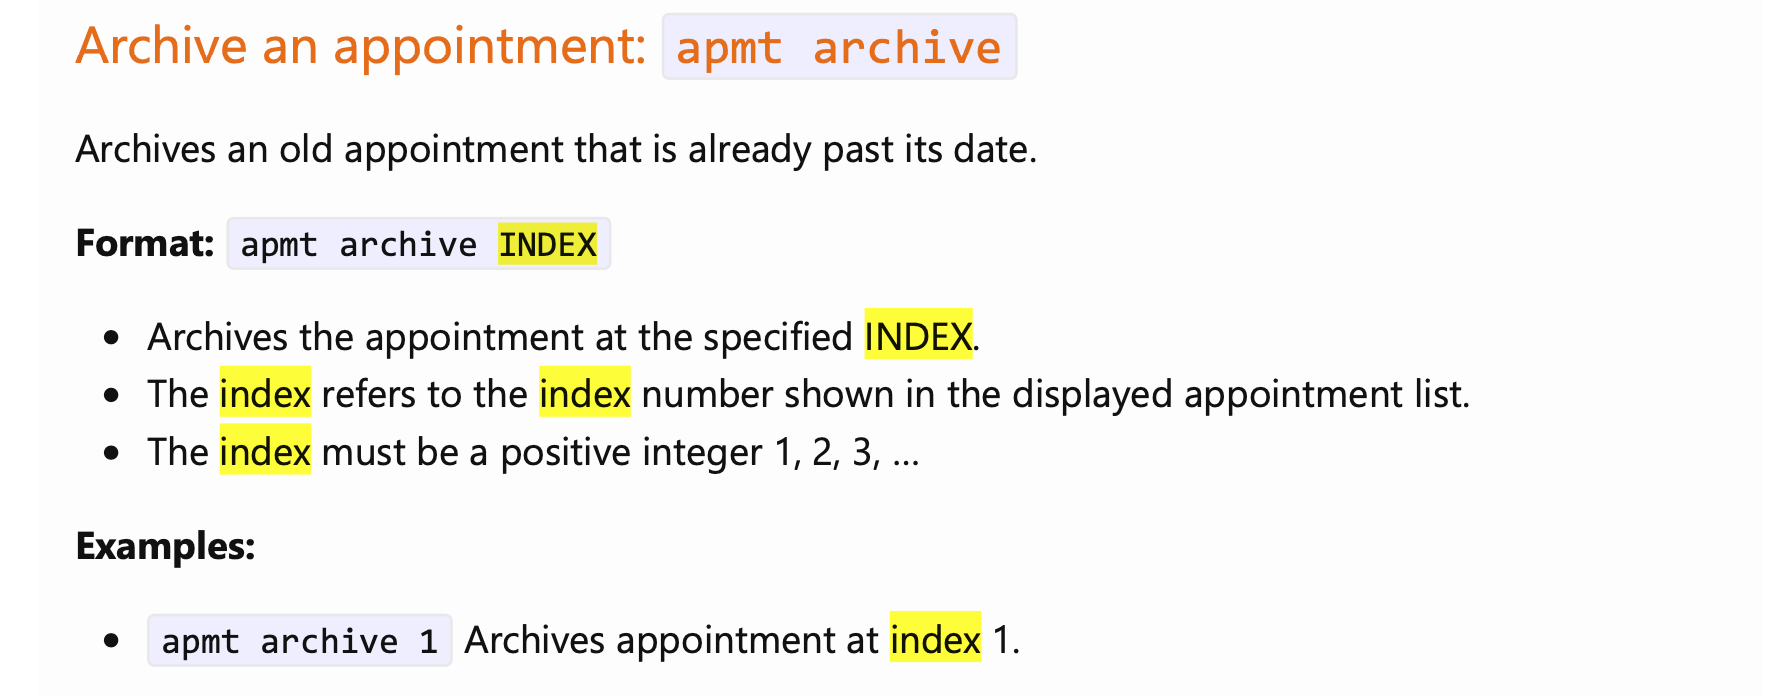 Archive an appointment: apmt archive
Archives an old appointment that is already past its date.
Format: apmt archive INDEX
• Archives the appointment at the specified INDEX.
• The index refers to the index number shown in the displayed appointment list.
• The index must be a positive integer 1, 2, 3, ...
Examples:
• apmt archive 1 Archives appointment at index 1.